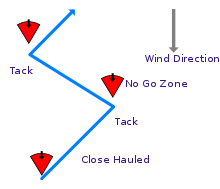 Wind Direction
Tack
No Go Zone
Tack
Close Hauled